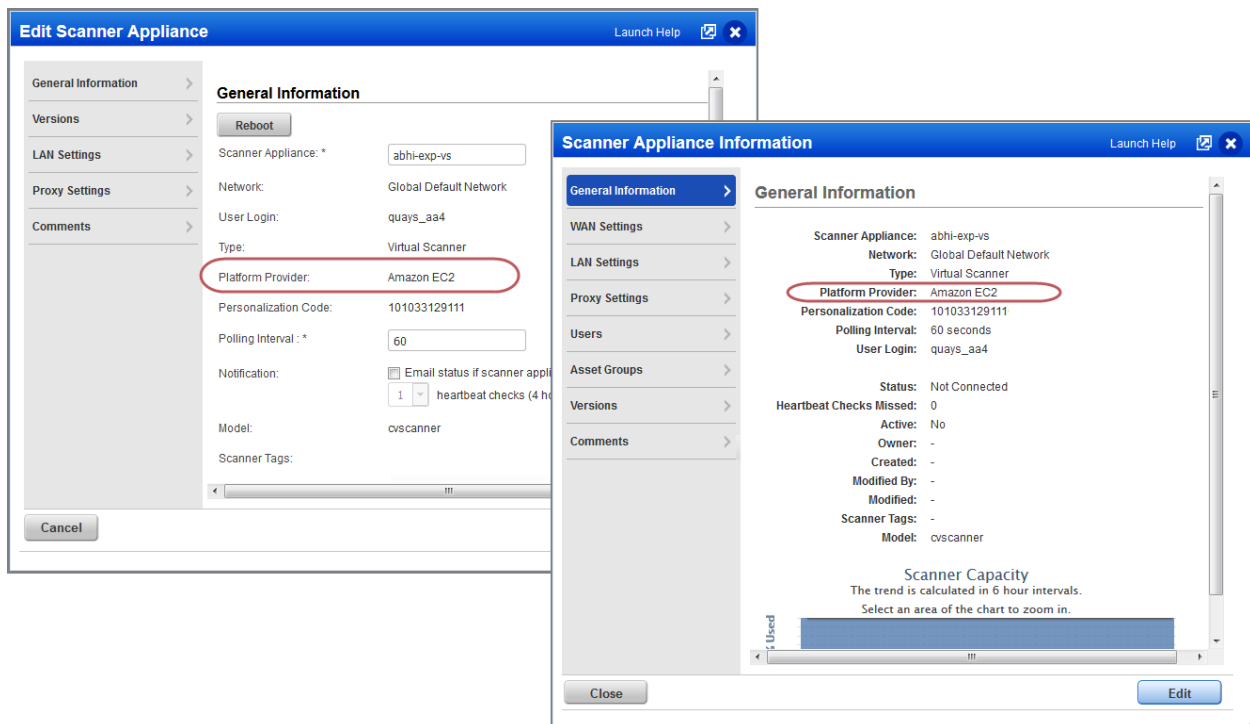 Edit Scanner Appliance
Launch Help
General Information
Versions
LAN Settings
Proxy Settings
Comments
General Information
Reboot
Scanner Appliance: * abhi-exp-vs
Network: Global Default Network
User Login: quays_aa4
Type: Virtual Scanner
Platform Provider: Amazon EC2
Personalization Code: 101033129111
Polling Interval : * 60
Notification: Email status if scanner appli
1 heartbeat checks (4 ho
Model: cvscanner
Scanner Tags:
Cancel
Scanner Appliance Information
Launch Help
General Information
WAN Settings
LAN Settings
Proxy Settings
Users
Asset Groups
Versions
Comments
General Information
Scanner Appliance: abhi-exp-vs
Network: Global Default Network
Type: Virtual Scanner
Platform Provider: Amazon EC2
Personalization Code: 101033129111
Polling Interval: 60 seconds
User Login: quays_aa4
Status: Not Connected
Heartbeat Checks Missed: 0
Active: No
Owner: -
Created: -
Modified By: -
Modified: -
Scanner Tags: -
Model: cvscanner
Scanner Capacity
The trend is calculated in 6 hour intervals.
Select an area of the chart to zoom in.
Used
Close
Edit